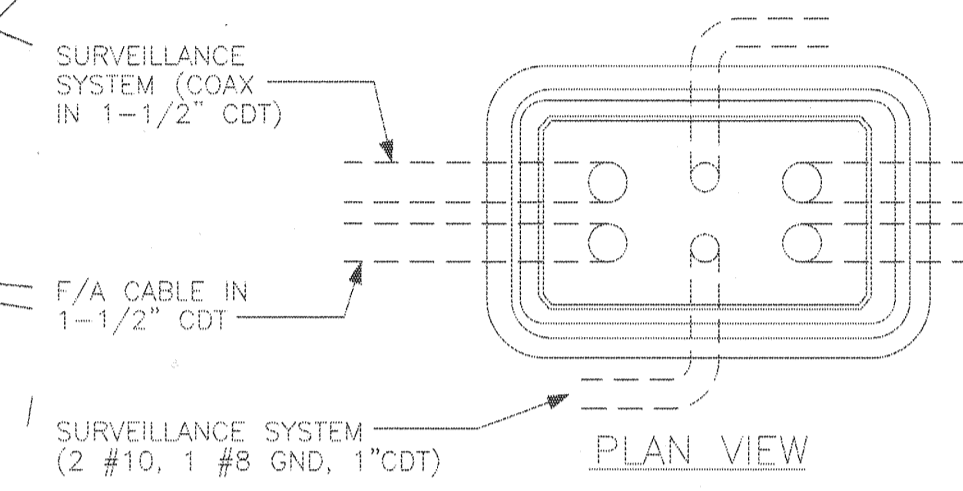 SURVEILLANCE
SYSTEM (COAX
IN 1-1/2" CDT)
F/A CABLE IN
1-1/2" CDT
SURVEILLANCE SYSTEM
(2 #10, 1 #8 GND, 1"CDT)
PLAN VIEW